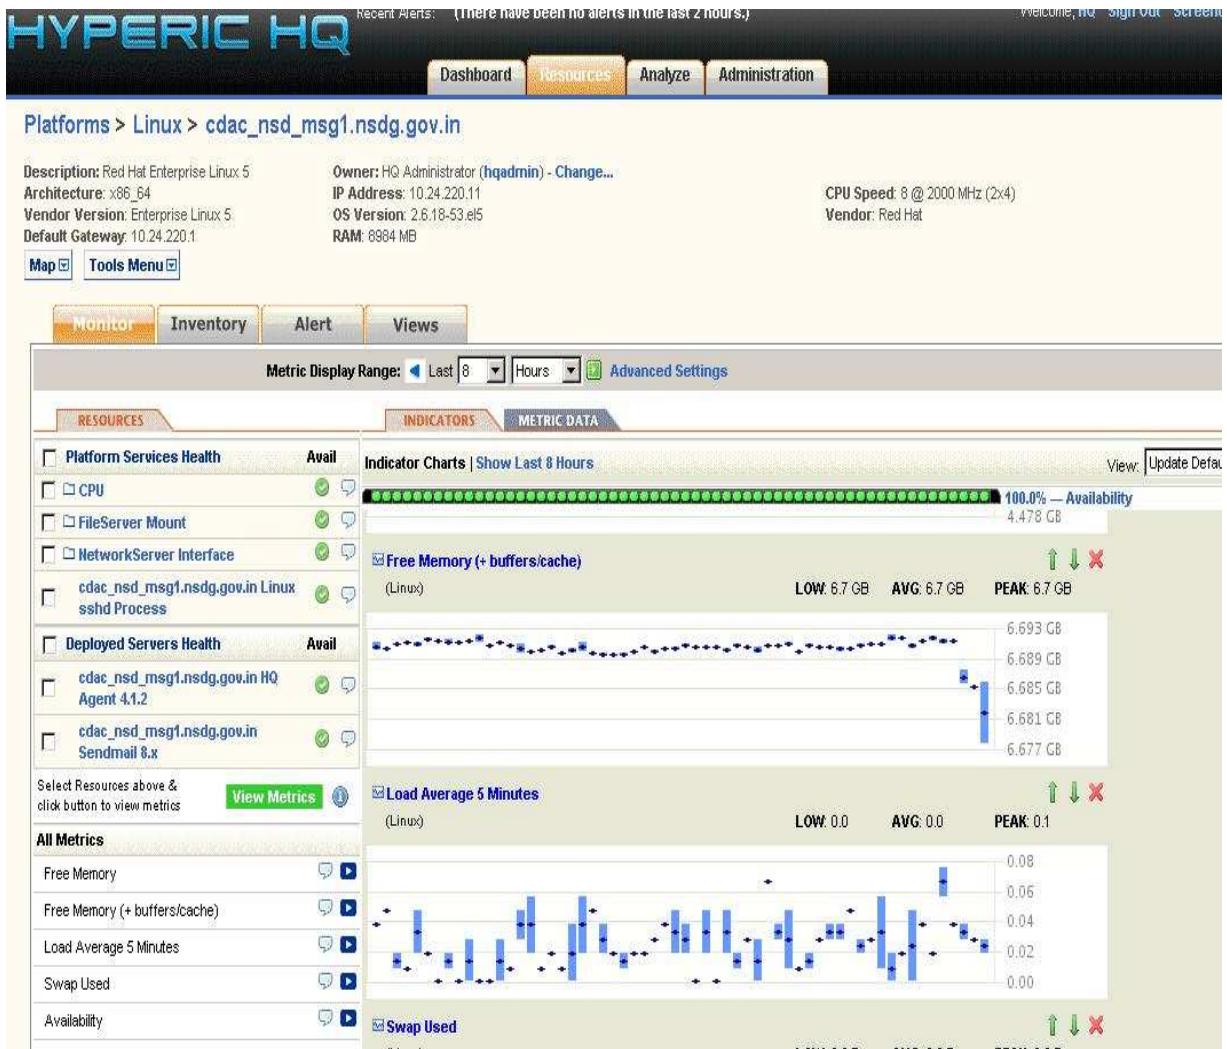 HYPERIC HQ
Recent Alerts: (There have been no alerts in the last 2 hours.)
Welcome, HQ Sign Out
Dashboard Resources Analyze Administration
Platforms > Linux > cdac_nsd_msg1.nsdg.gov.in
Description: Red Hat Enterprise Linux 5 Owner: HQ Administrator (hqadmin) - Change...
Architecture: x86_64 IP Address: 10.24.220.11 CPU Speed: 8 @ 2000 MHz (2x4)
Vendor Version: Enterprise Linux 5 OS Version: 2.6.18-53.el5 Vendor: Red Hat
Default Gateway: 10.24.220.1 RAM: 8984 MB
Map Tools Menu
Monitor Inventory Alert Views
Metric Display Range: Last 8 Hours Advanced Settings
RESOURCES
Platform Services Health Avail
CPU
FileServer Mount
NetworkServer Interface
cdac_nsd_msg1.nsdg.gov.in Linux
sshd Process
Deployed Servers Health Avail
cdac_nsd_msg1.nsdg.gov.in HQ
Agent 4.1.2
cdac_nsd_msg1.nsdg.gov.in
Sendmail 8.x
Select Resources above &
click button to view metrics
View Metrics
All Metrics
Free Memory
Free Memory (+ buffers/cache)
Load Average 5 Minutes
Swap Used
Availability
INDICATORS METRIC DATA
Indicator Charts | Show Last 8 Hours View: Update Defau
100.0% — Availability
4.478 GB
Free Memory (+ buffers/cache)
(Linux) LOW: 6.7 GB AVG: 6.7 GB PEAK: 6.7 GB
6.693 GB
6.689 GB
6.685 GB
6.681 GB
6.677 GB
Load Average 5 Minutes
(Linux) LOW: 0.0 AVG: 0.0 PEAK: 0.1
0.08
0.06
0.04
0.02
0.00
Swap Used